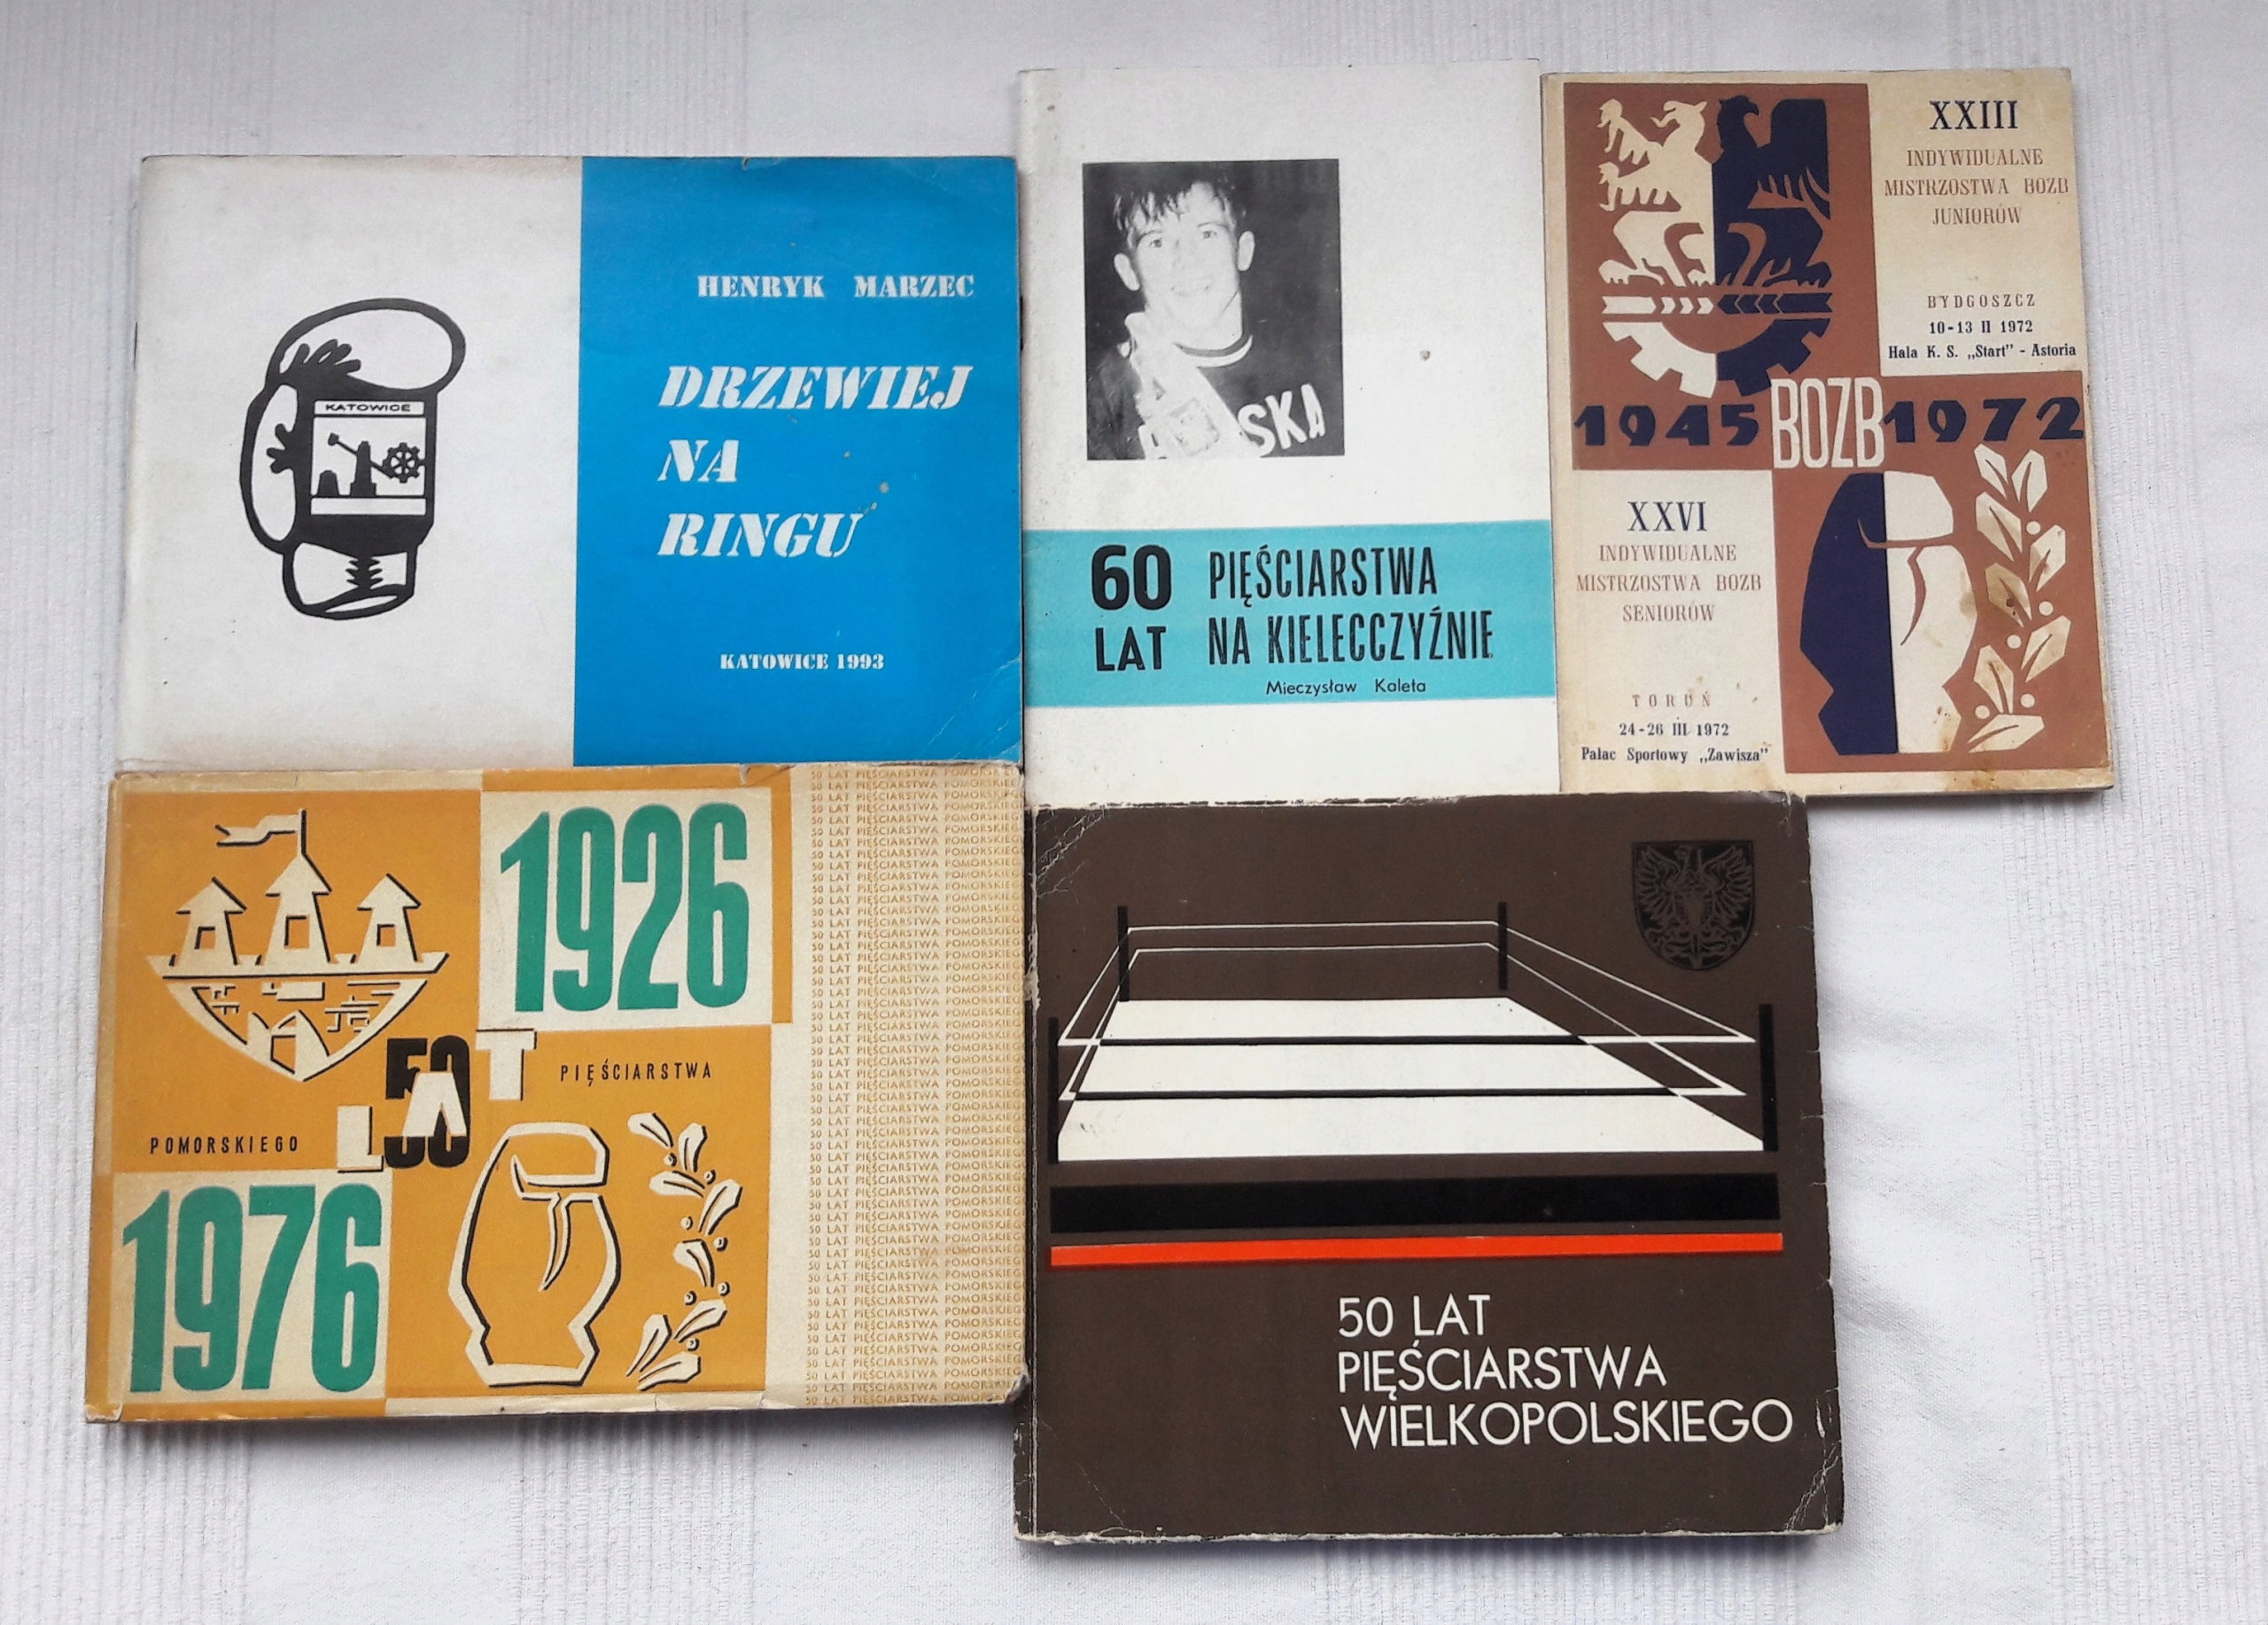 HENRYK MARZEC
DRZEWIEJ
NA
RINGU
KATOWICE 1993
KATOWICE
SKA
60 LAT
PIĘŚCIARSTWA
NA KIELECCZYŹNIE
Mieczysław Kaleta
XXIII
INDYWIDUALNE
MISTRZOSTWA BOZB
JUNIORÓW
BYDGOSZCZ
10-13 II 1972
Hala K. S. „Start” - Astoria
1945 BOZB 1972
XXVI
INDYWIDUALNE
MISTRZOSTWA BOZB
SENIORÓW
TORUŃ
24-26 III 1972
Pałac Sportowy „Zawisza”
1926
50 LAT
PIĘŚCIARSTWA
POMORSKIEGO
1976
50 LAT PIĘŚCIARSTWA POMORSKIEGO
50 LAT
PIĘŚCIARSTWA
WIELKOPOLSKIEGO